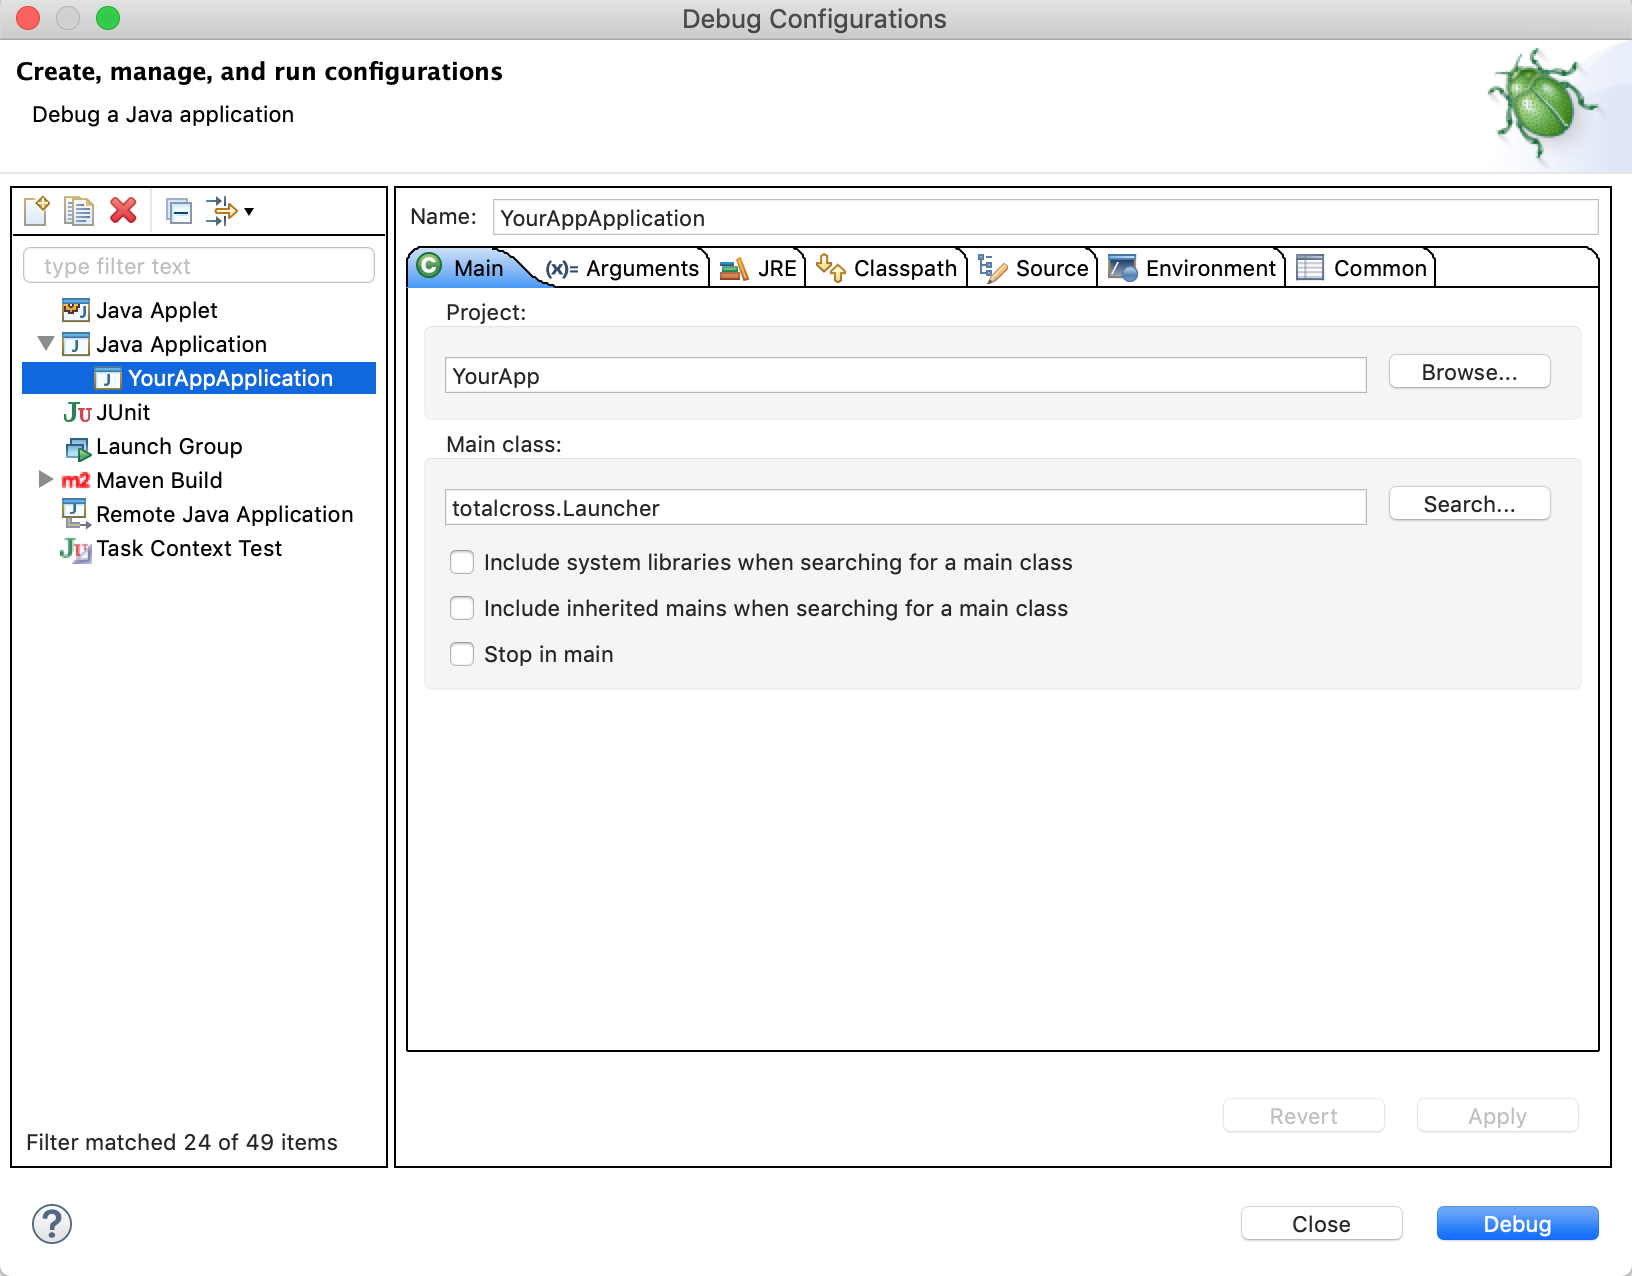 Debug Configurations
Create, manage, and run configurations
Debug a Java application
type filter text
Java Applet
Java Application
YourAppApplication
JUnit
Launch Group
m2 Maven Build
Remote Java Application
Task Context Test
Filter matched 24 of 49 items
Name: YourAppApplication
Main (x)= Arguments JRE Classpath Source Environment Common
Project:
YourApp Browse...
Main class:
totalcross.Launcher Search...
Include system libraries when searching for a main class
Include inherited mains when searching for a main class
Stop in main
Revert Apply
? Close Debug